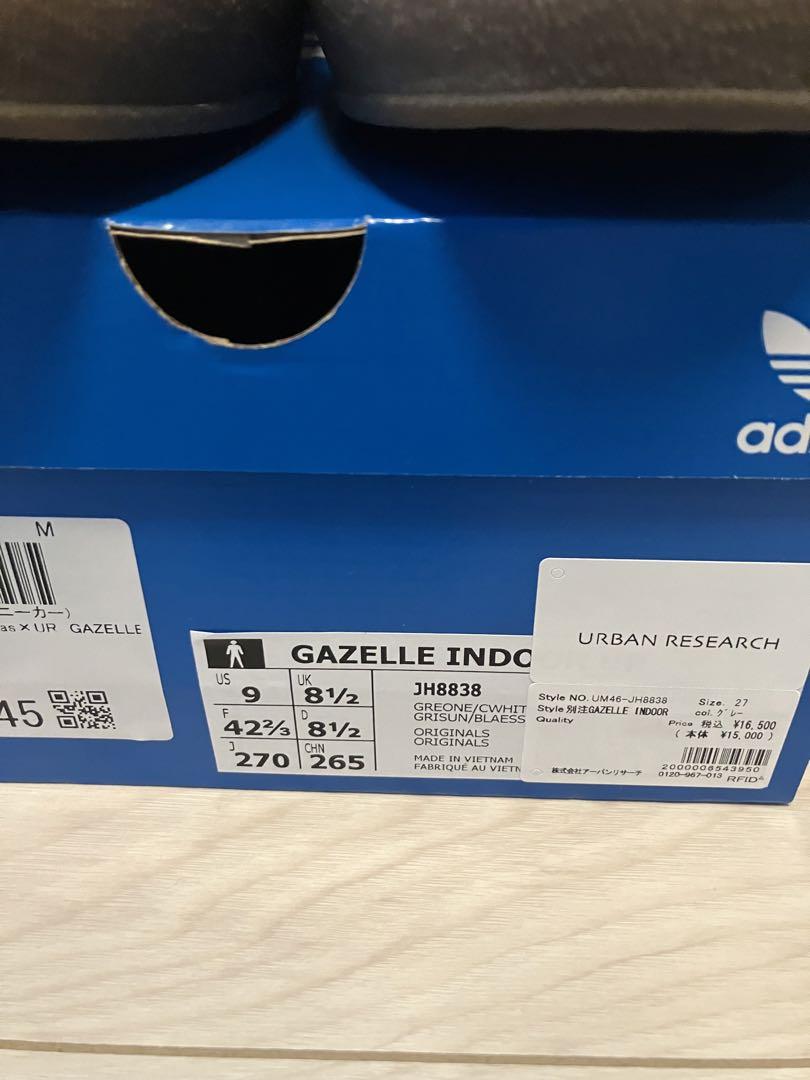 ad
M
ニーカー)
as×UR GAZELLE
45
GAZELLE INDO
US 9
UK 8½
F 42⅔
D 8½
J 270
CHN 265
JH8838
GREONE/CWHIT
GRISUN/BLAESS
ORIGINALS
ORIGINALS
MADE IN VIETNAM
FABRIQUÉ AU VIETN
URBAN RESEARCH
Style NO. UM46-JH8838 Size. 27
Style 別注GAZELLE INDOOR col. グレー
Quality Price 税込 ¥16,500
( 本体 ¥15,000 )
2000006543950
株式会社アーバンリサーチ 0120-967-013 RFID